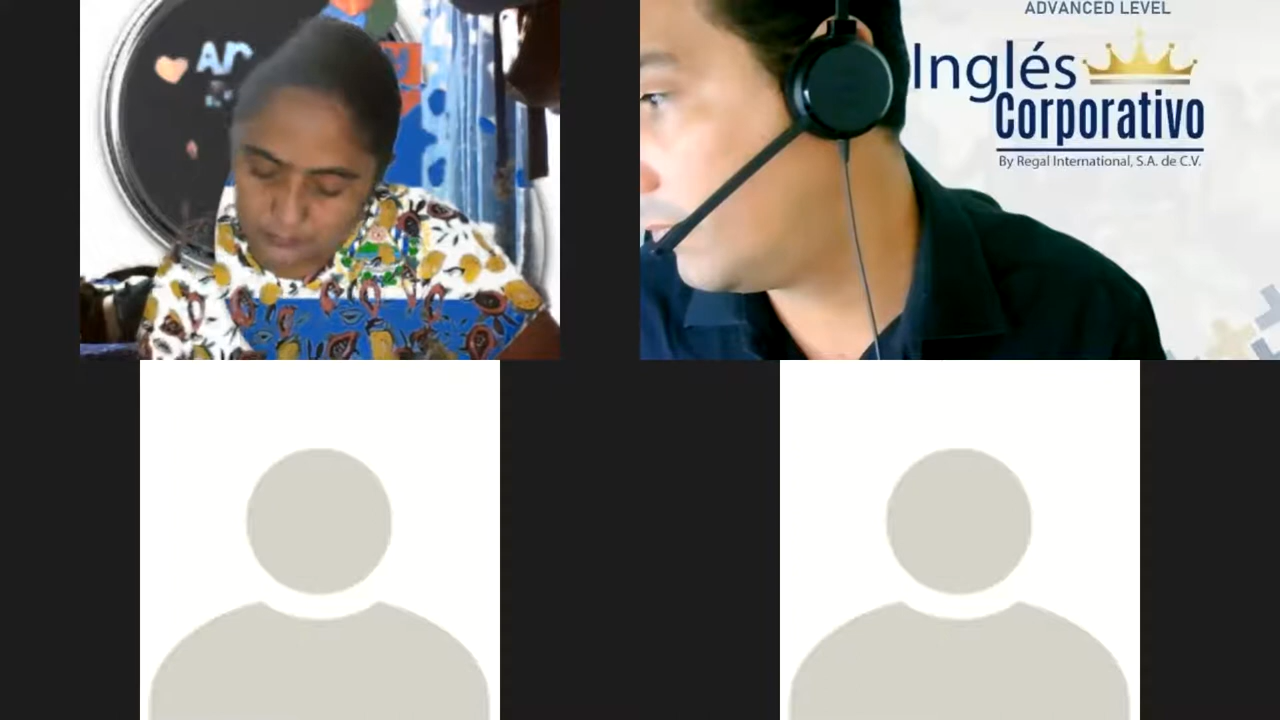 ADVANCED LEVEL
Inglés
Corporativo
By Regal International, S.A. de C.V.